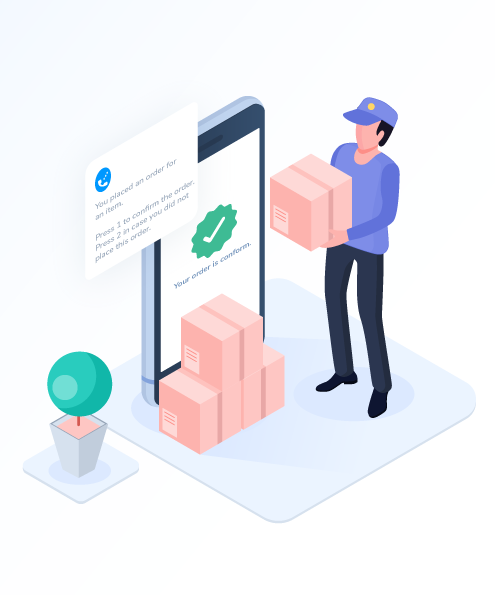 You placed an order for
an item.
Press 1 to confirm the order.
Press 2 in case you did not
place this order.
Your order is conform.